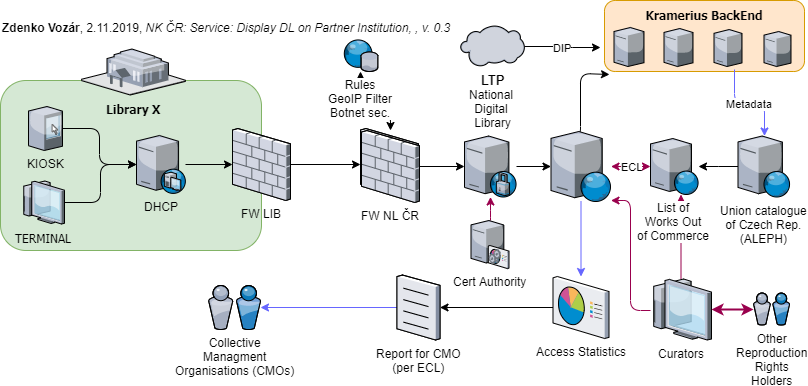 Zdenko Vozár, 2.11.2019, NK ČR: Service: Display DL on Partner Institution, , v. 0.3
Kramerius BackEnd
DIP
Library X
Rules
GeoIP Filter
Botnet sec.
LTP
National
Digital
Library
Metadata
KIOSK
TERMINAL
DHCP
FW LIB
FW NL ČR
ECL
List of
Works Out
of Commerce
Union catalogue
of Czech Rep.
(ALEPH)
Cert Authority
Collective
Managment
Organisations (CMOs)
Report for CMO
(per ECL)
Access Statistics
Curators
Other
Reproduction
Rights
Holders